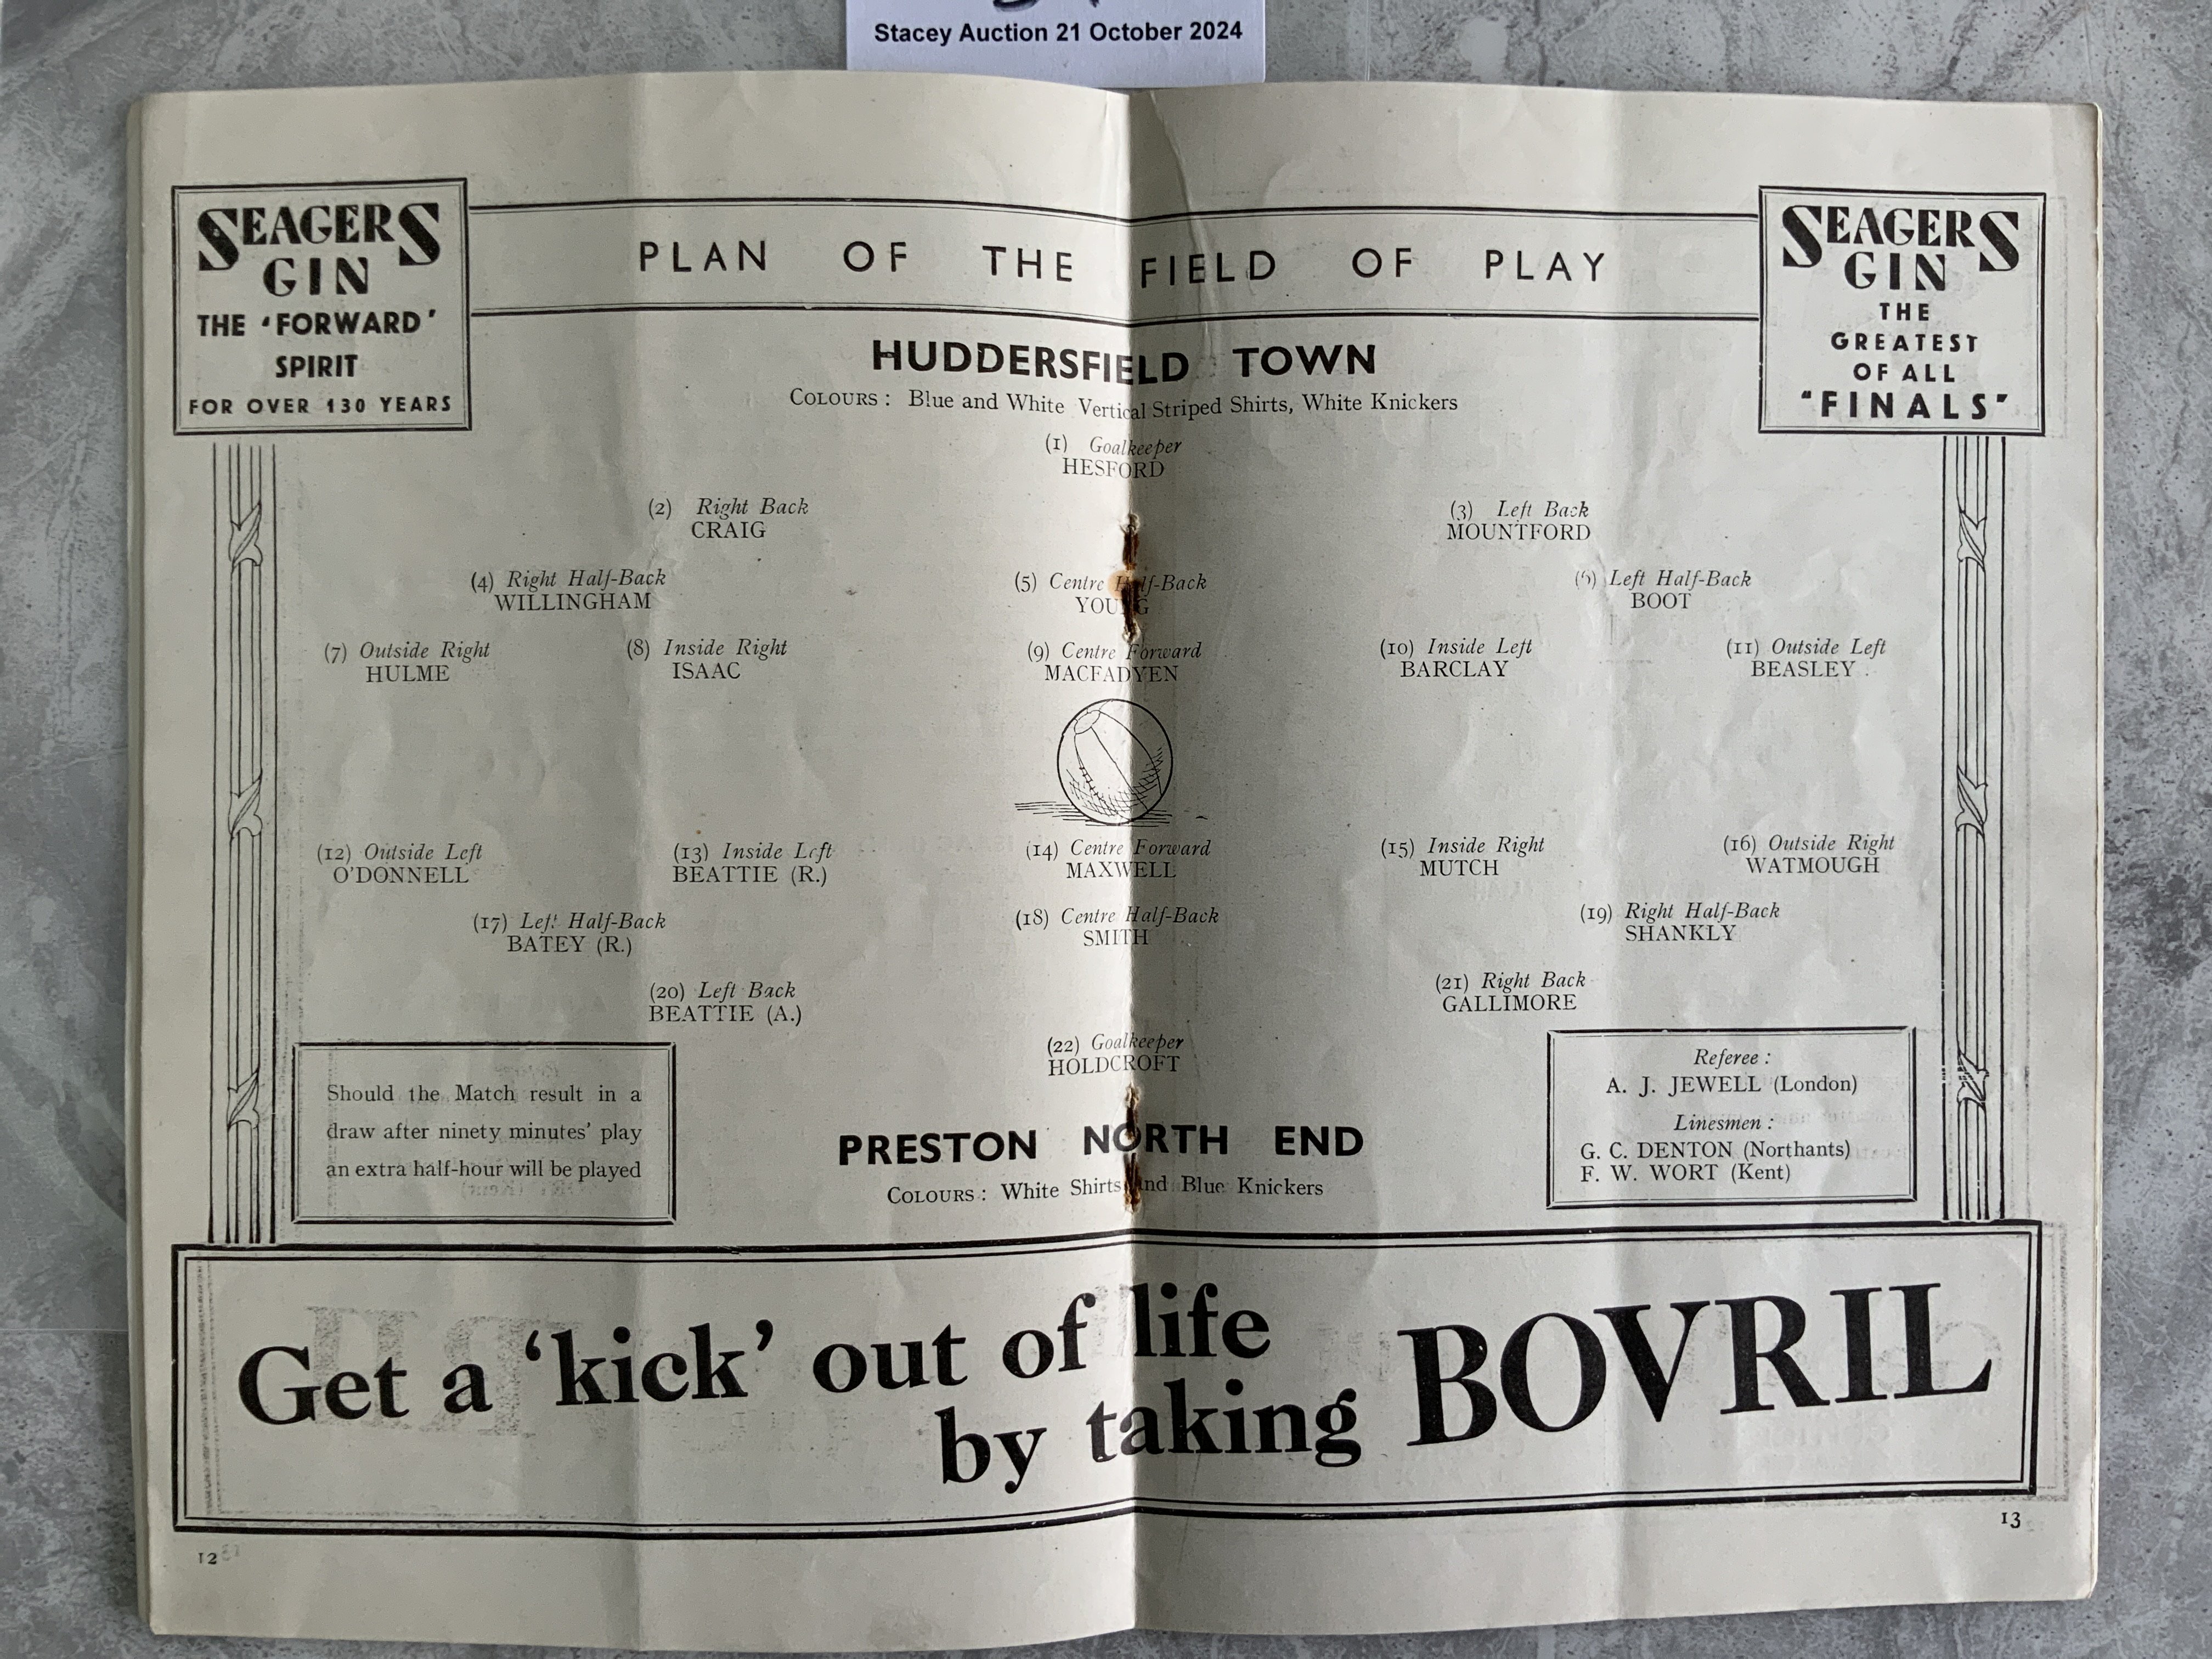 Stacey Auction 21 October 2024
SEAGERS
GIN
THE 'FORWARD'
SPIRIT
FOR OVER 130 YEARS
PLAN OF THE FIELD OF PLAY
SEAGERS
GIN
THE
GREATEST
OF ALL
"FINALS"
HUDDERSFIELD TOWN
COLOURS : Blue and White Vertical Striped Shirts, White Knickers
(1) Goalkeeper
HESFORD
(2) Right Back
CRAIG
(3) Left Back
MOUNTFORD
(4) Right Half-Back
WILLINGHAM
(5) Centre Half-Back
YOUNG
(6) Left Half-Back
BOOT
(7) Outside Right
HULME
(8) Inside Right
ISAAC
(9) Centre Forward
MACFADYEN
(10) Inside Left
BARCLAY
(11) Outside Left
BEASLEY
(12) Outside Left
O'DONNELL
(13) Inside Left
BEATTIE (R.)
(14) Centre Forward
MAXWELL
(15) Inside Right
MUTCH
(16) Outside Right
WATMOUGH
(17) Left Half-Back
BATEY (R.)
(18) Centre Half-Back
SMITH
(19) Right Half-Back
SHANKLY
(20) Left Back
BEATTIE (A.)
(21) Right Back
GALLIMORE
(22) Goalkeeper
HOLDCROFT
Should the Match result in a
draw after ninety minutes' play
an extra half-hour will be played
PRESTON NORTH END
COLOURS : White Shirts and Blue Knickers
Referee :
A. J. JEWELL (London)
Linesmen :
G. C. DENTON (Northants)
F. W. WORT (Kent)
Get a 'kick' out of life
by taking BOVRIL
12
13